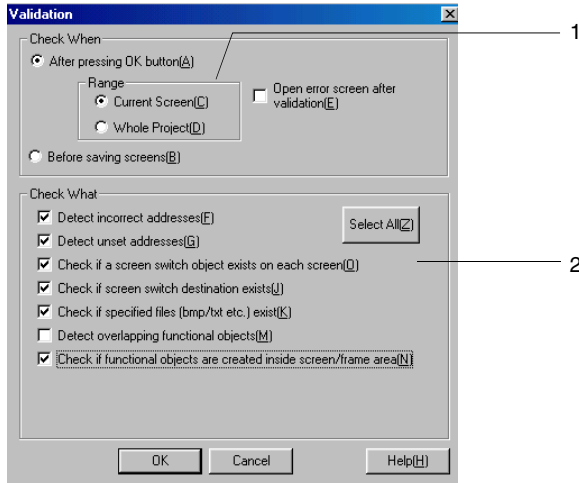 Validation
1
Check When
After pressing OK button(A)
Range
Current Screen(C)
Whole Project(D)
Open error screen after
validation(E)
Before saving screens(B)
Check What
Select All(Z)
Detect incorrect addresses(F)
Detect unset addresses(G)
Check if a screen switch object exists on each screen(O)
2
Check if screen switch destination exists(J)
Check if specified files (bmp/txt etc.) exist(K)
Detect overlapping functional objects(M)
Check if functional objects are created inside screen/frame area(N)
OK
Cancel
Help(H)